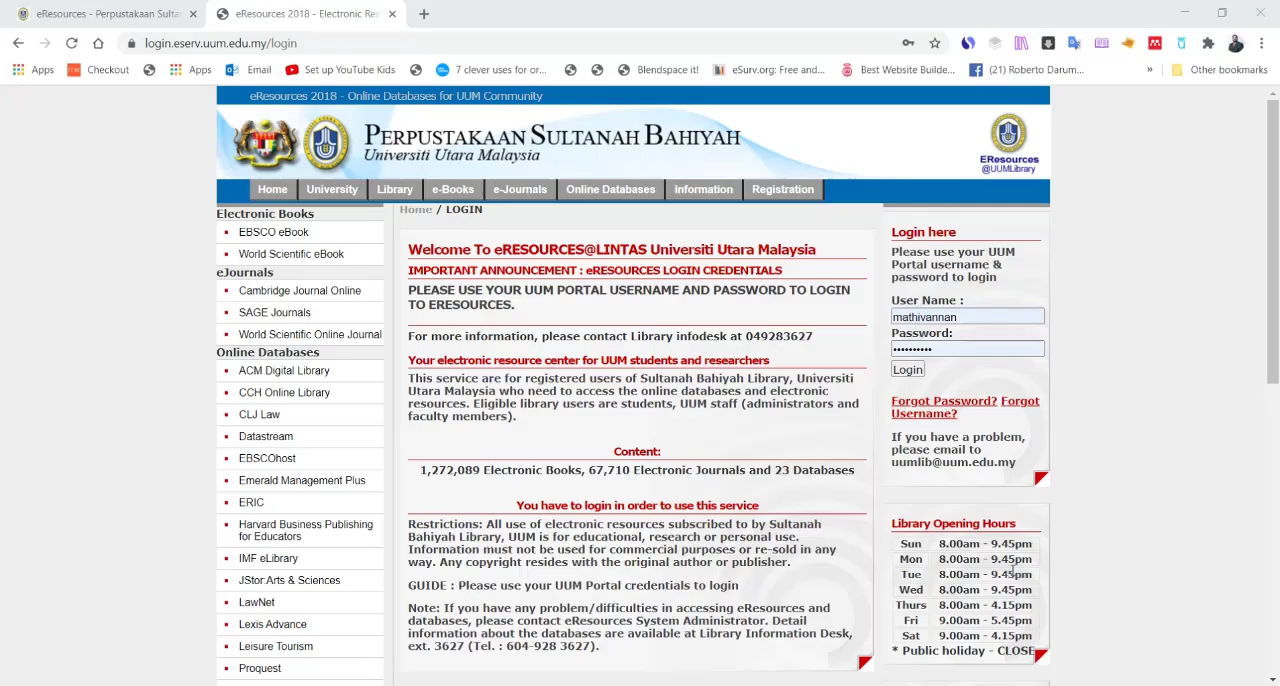 eResources - Perpustakaan Sulta
eResources 2018 - Electronic Res
login.eserv.uum.edu.my/login
Apps
Checkout
Apps
Email
Set up YouTube Kids
7 clever uses for or...
Blendspace it!
eSurv.org: Free and...
Best Website Builde...
(21) Roberto Darum...
»
Other bookmarks
eResources 2018 - Online Databases for UUM Community
PERPUSTAKAAN SULTANAH BAHIYAH
Universiti Utara Malaysia
EResources
@UUMLibrary
Home
University
Library
e-Books
e-Journals
Online Databases
Information
Registration
Electronic Books
EBSCO eBook
World Scientific eBook
eJournals
Cambridge Journal Online
SAGE Journals
World Scientific Online Journal
Online Databases
ACM Digital Library
CCH Online Library
CLJ Law
Datastream
EBSCOhost
Emerald Management Plus
ERIC
Harvard Business Publishing
for Educators
IMF eLibrary
JStor:Arts & Sciences
LawNet
Lexis Advance
Leisure Tourism
Proquest
Home / LOGIN
Welcome To eRESOURCES@LINTAS Universiti Utara Malaysia
IMPORTANT ANNOUNCEMENT : eRESOURCES LOGIN CREDENTIALS
PLEASE USE YOUR UUM PORTAL USERNAME AND PASSWORD TO LOGIN
TO ERESOURCES.
For more information, please contact Library infodesk at 049283627
Your electronic resource center for UUM students and researchers
This service are for registered users of Sultanah Bahiyah Library, Universiti
Utara Malaysia who need to access the online databases and electronic
resources. Eligible library users are students, UUM staff (administrators and
faculty members).
Content:
1,272,089 Electronic Books, 67,710 Electronic Journals and 23 Databases
You have to login in order to use this service
Restrictions: All use of electronic resources subscribed to by Sultanah
Bahiyah Library, UUM is for educational, research or personal use.
Information must not be used for commercial purposes or re-sold in any
way. Any copyright resides with the original author or publisher.
GUIDE : Please use your UUM Portal credentials to login
Note: If you have any problem/difficulties in accessing eResources and
databases, please contact eResources System Administrator. Detail
information about the databases are available at Library Information Desk,
ext. 3627 (Tel. : 604-928 3627).
Login here
Please use your UUM
Portal username &
password to login
User Name :
mathivannan
Password:
••••••••••
Login
Forgot Password? Forgot
Username?
If you have a problem,
please email to
uumlib@uum.edu.my
Library Opening Hours
Sun 8.00am - 9.45pm
Mon 8.00am - 9.45pm
Tue 8.00am - 9.45pm
Wed 8.00am - 9.45pm
Thurs 8.00am - 4.15pm
Fri 9.00am - 5.45pm
Sat 9.00am - 4.15pm
* Public holiday - CLOSE